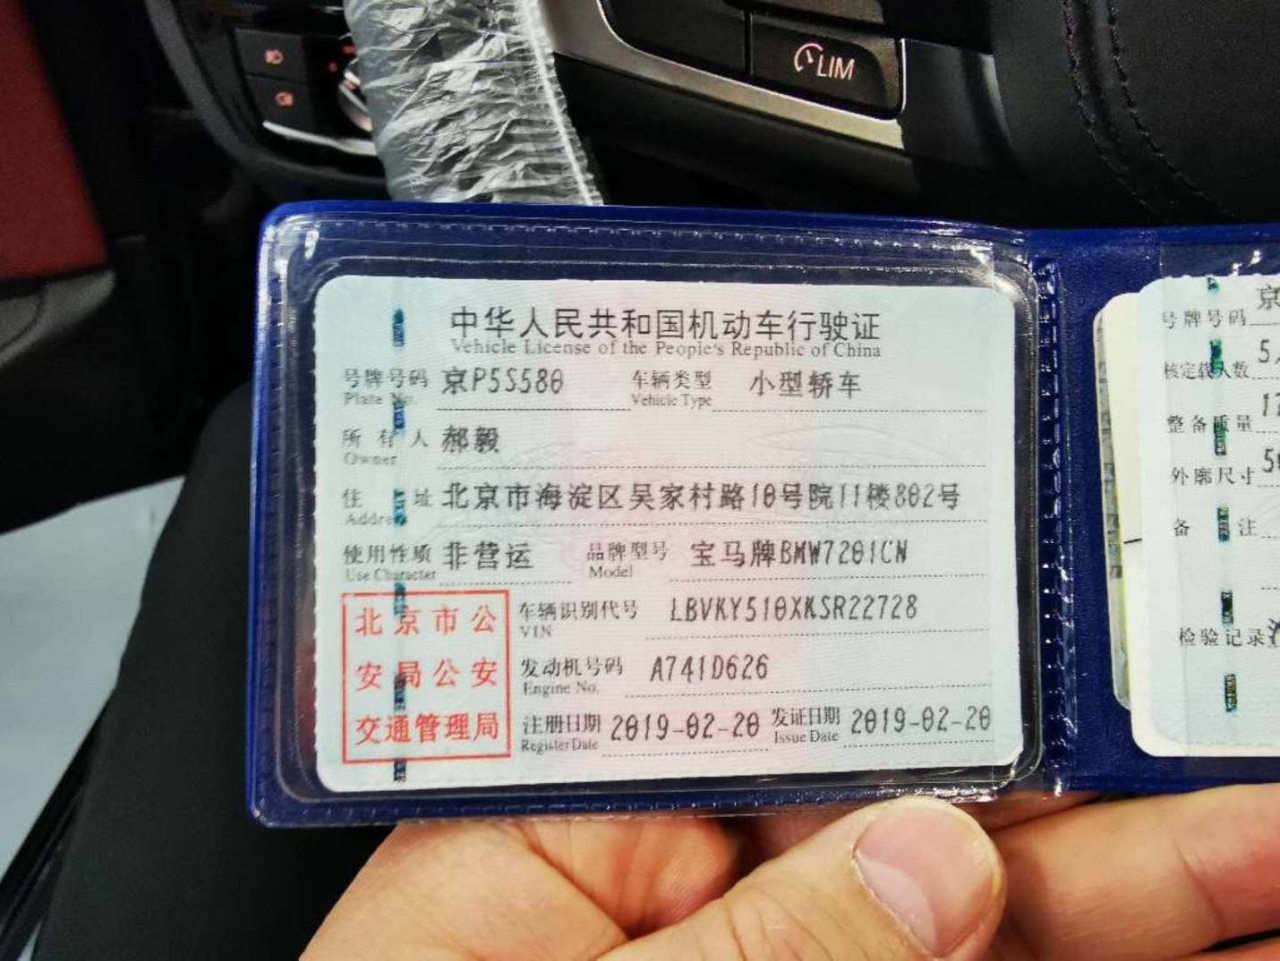 LIM
中华人民共和国机动车行驶证
Vehicle License of the People's Republic of China
号牌号码 京P5S580 车辆类型 小型轿车
Plate No. Vehicle Type
所有人 郝毅
Owner
住址 北京市海淀区吴家村路10号院11楼802号
Address
使用性质 非营运 品牌型号 宝马牌BMW7201CN
Use Character Model
北京市公
安局公安
交通管理局
车辆识别代号 LBVKY510XKSR22728
VIN
发动机号码 A741D626
Engine No.
注册日期 2019-02-20 发证日期 2019-02-20
Register Date Issue Date
号牌号码 京
核定载人数 5
整备质量
外廓尺寸
备注
检验记录